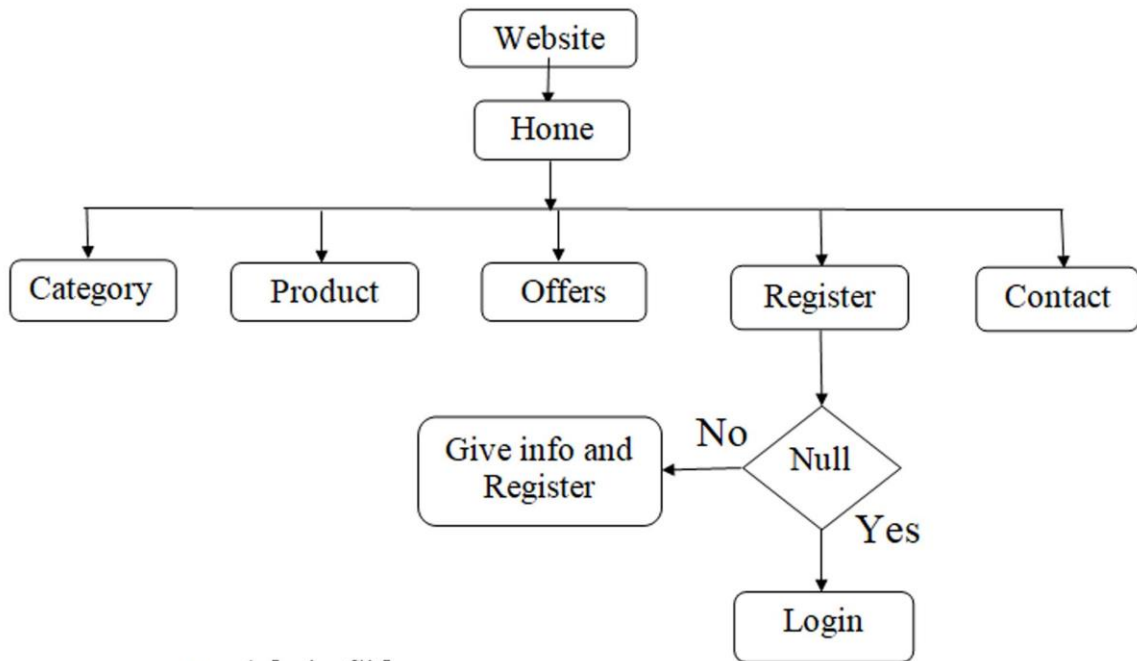 Website
Home
Category
Product
Offers
Register
Contact
Give info and
Register
No
Null
Yes
Login